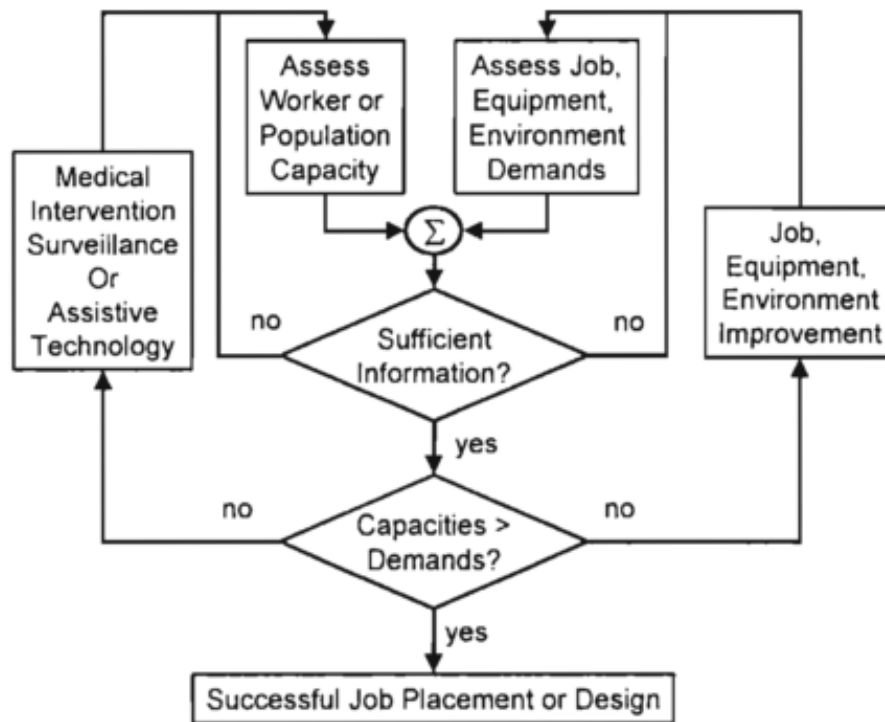 Assess
Worker or
Population
Capacity
Assess Job,
Equipment,
Environment
Demands
Medical
Intervention
Surveillance
Or
Assistive
Technology
Σ
Job,
Equipment,
Environment
Improvement
no
Sufficient
Information?
no
yes
no
Capacities >
Demands?
no
yes
Successful Job Placement or Design